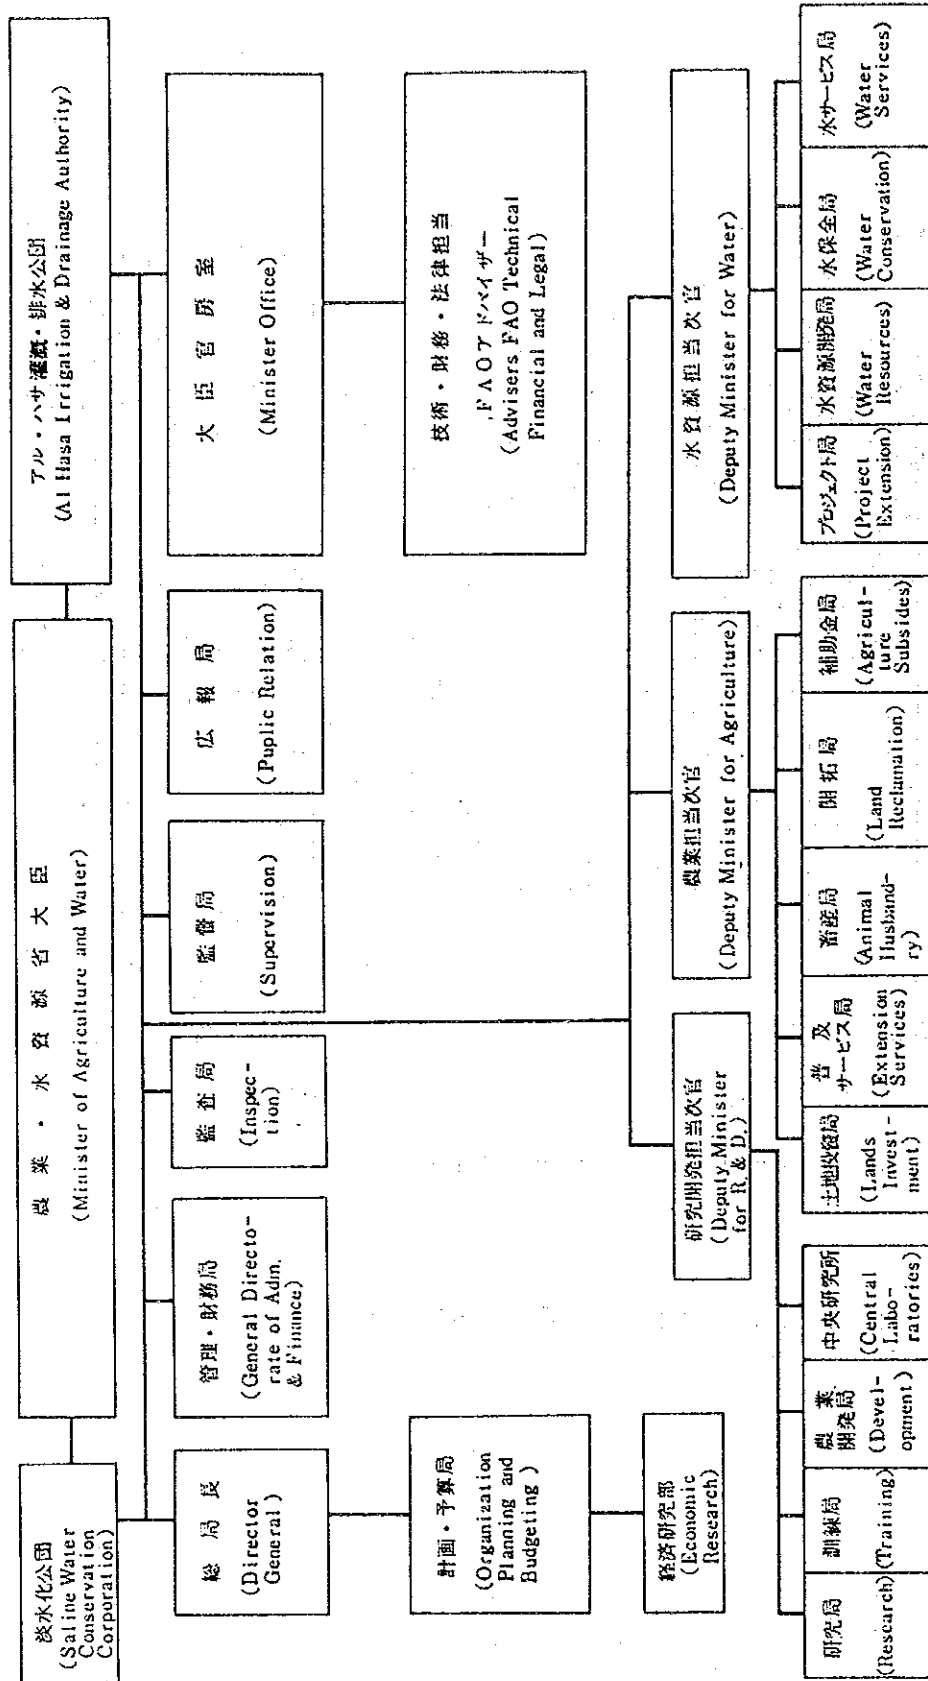 淡水化公団
(Saline Water
Conservation
Corporation)
農業・水資源省大臣
(Minister of Agriculture and Water)
アル・ハサ灌漑・排水公団
(Al Hasa Irrigation & Drainage Authority)
総局長
(Director
General)
管理・財務局
(General Directo-
rate of Adm.
& Finance)
監査局
(Inspec-
tion)
監督局
(Supervision)
広報局
(Puplic Relation)
大臣官房室
(Minister Office)
計画・予算局
(Organization
Planning and
Budgeting)
技術・財務・法律担当
,FAOアドバイザー
(Advisers FAO Technical
Financial and Legal)
経済研究部
(Economic
Research)
研究開発担当次官
(Deputy Minister
for R. & D.)
農業担当次官
(Deputy Minister for Agriculture)
水資源担当次官
(Deputy Minister for Water)
研究局
(Research)
訓練局
(Training)
農業
開発局
(Devel-
opment)
中央研究所
(Central
Labo-
ratories)
土地投資局
(Lands
Invest-
ment)
普及
サービス局
(Extension
Services)
畜産局
(Animal
Husband-
ry)
開拓局
(Land
Reclamation)
補助金局
(Agricul-
ture
Subsides)
プロジェクト局
(Project
Extension)
水資源開発局
(Water
Resources)
水保全局
(Water
Conservation)
水サービス局
(Water
Services)